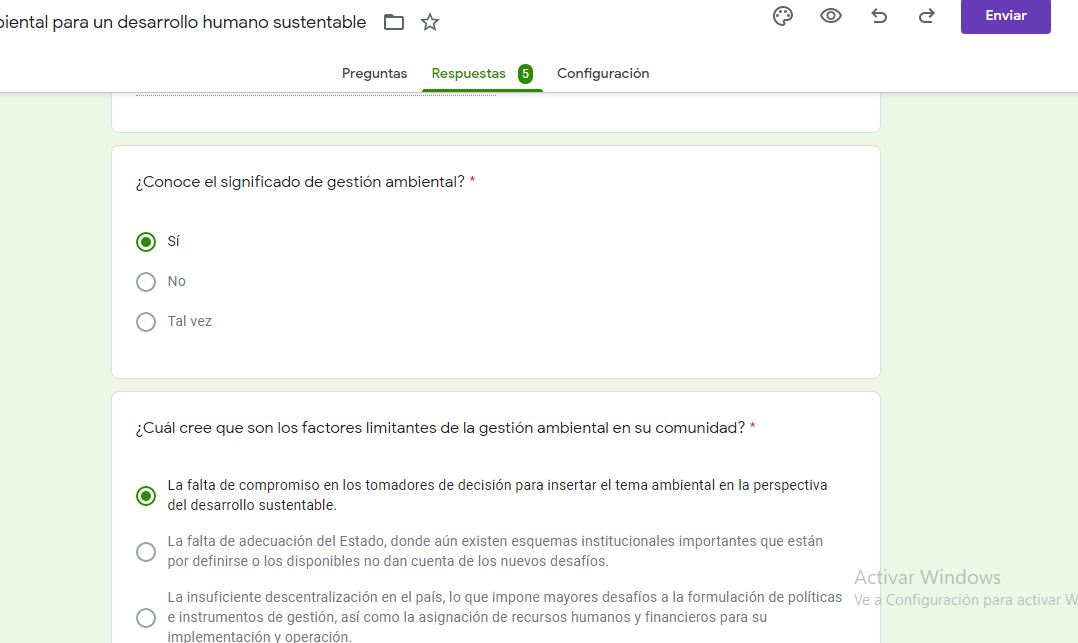 biental para un desarrollo humano sustentable
Enviar
Preguntas Respuestas 5 Configuración
¿Conoce el significado de gestión ambiental? *
Sí
No
Tal vez
¿Cuál cree que son los factores limitantes de la gestión ambiental en su comunidad? *
La falta de compromiso en los tomadores de decisión para insertar el tema ambiental en la perspectiva
del desarrollo sustentable.
La falta de adecuación del Estado, donde aún existen esquemas institucionales importantes que están
por definirse o los disponibles no dan cuenta de los nuevos desafíos.
La insuficiente descentralización en el país, lo que impone mayores desafíos a la formulación de políticas
e instrumentos de gestión, así como la asignación de recursos humanos y financieros para su
implementación y operación.
Activar Windows
Ve a Configuración para activar W